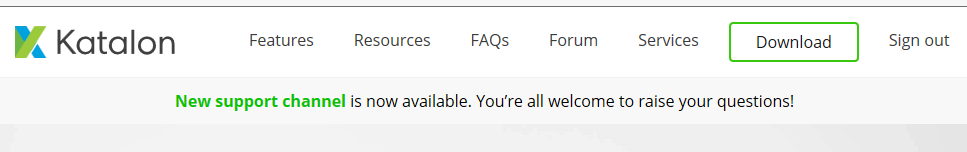 Katalon Features Resources FAQs Forum Services Download Sign out
New support channel is now available. You’re all welcome to raise your questions!